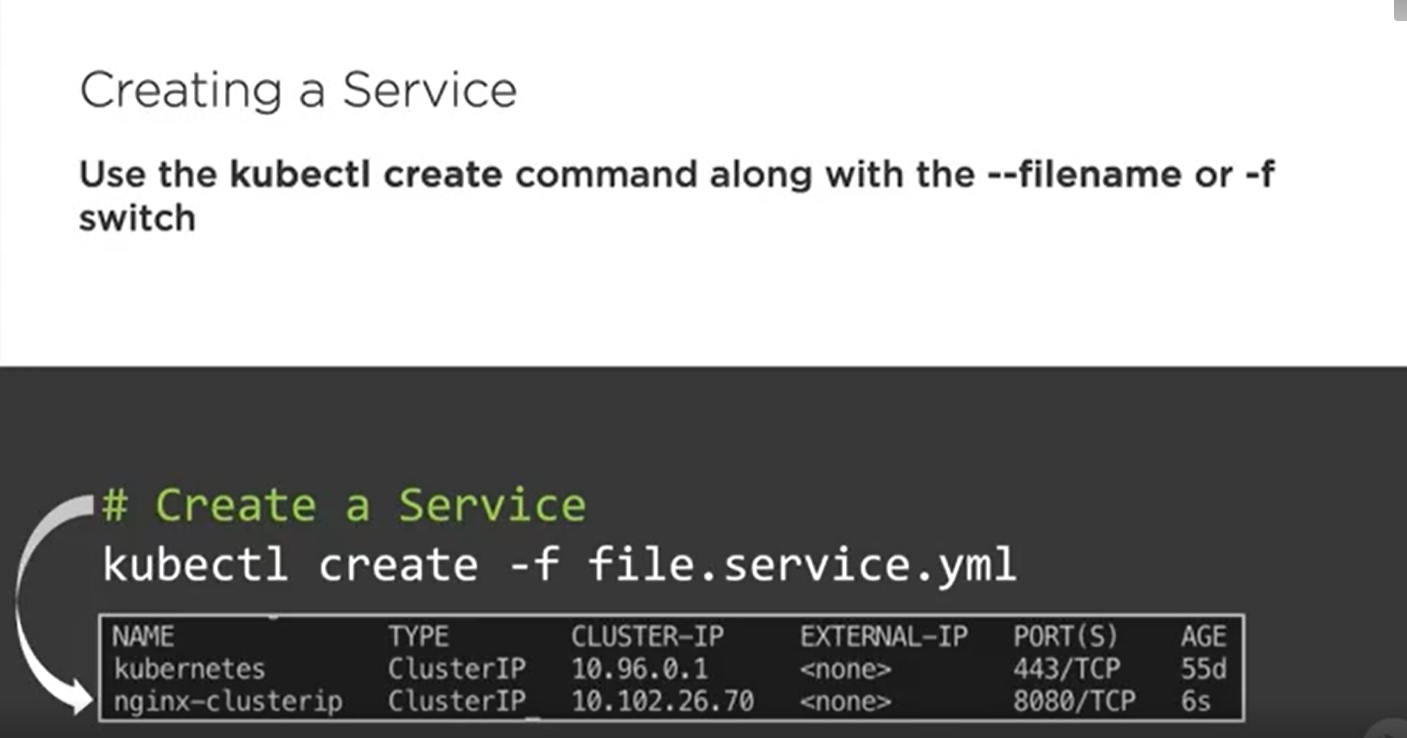 Creating a Service
Use the kubectl create command along with the --filename or -f
switch
# Create a Service
kubectl create -f file.service.yml
NAME TYPE CLUSTER-IP EXTERNAL-IP PORT(S) AGE
kubernetes ClusterIP 10.96.0.1 <none> 443/TCP 55d
nginx-clusterip ClusterIP 10.102.26.70 <none> 8080/TCP 6s